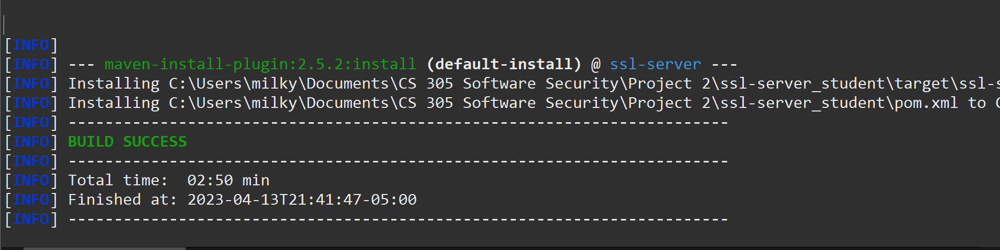 [INFO]
[INFO] --- maven-install-plugin:2.5.2:install (default-install) @ ssl-server ---
[INFO] Installing C:\Users\milky\Documents\CS 305 Software Security\Project 2\ssl-server_student\target\ssl-s
[INFO] Installing C:\Users\milky\Documents\CS 305 Software Security\Project 2\ssl-server_student\pom.xml to C
[INFO] ------------------------------------------------------------------------
[INFO] BUILD SUCCESS
[INFO] ------------------------------------------------------------------------
[INFO] Total time:  02:50 min
[INFO] Finished at: 2023-04-13T21:41:47-05:00
[INFO] ------------------------------------------------------------------------